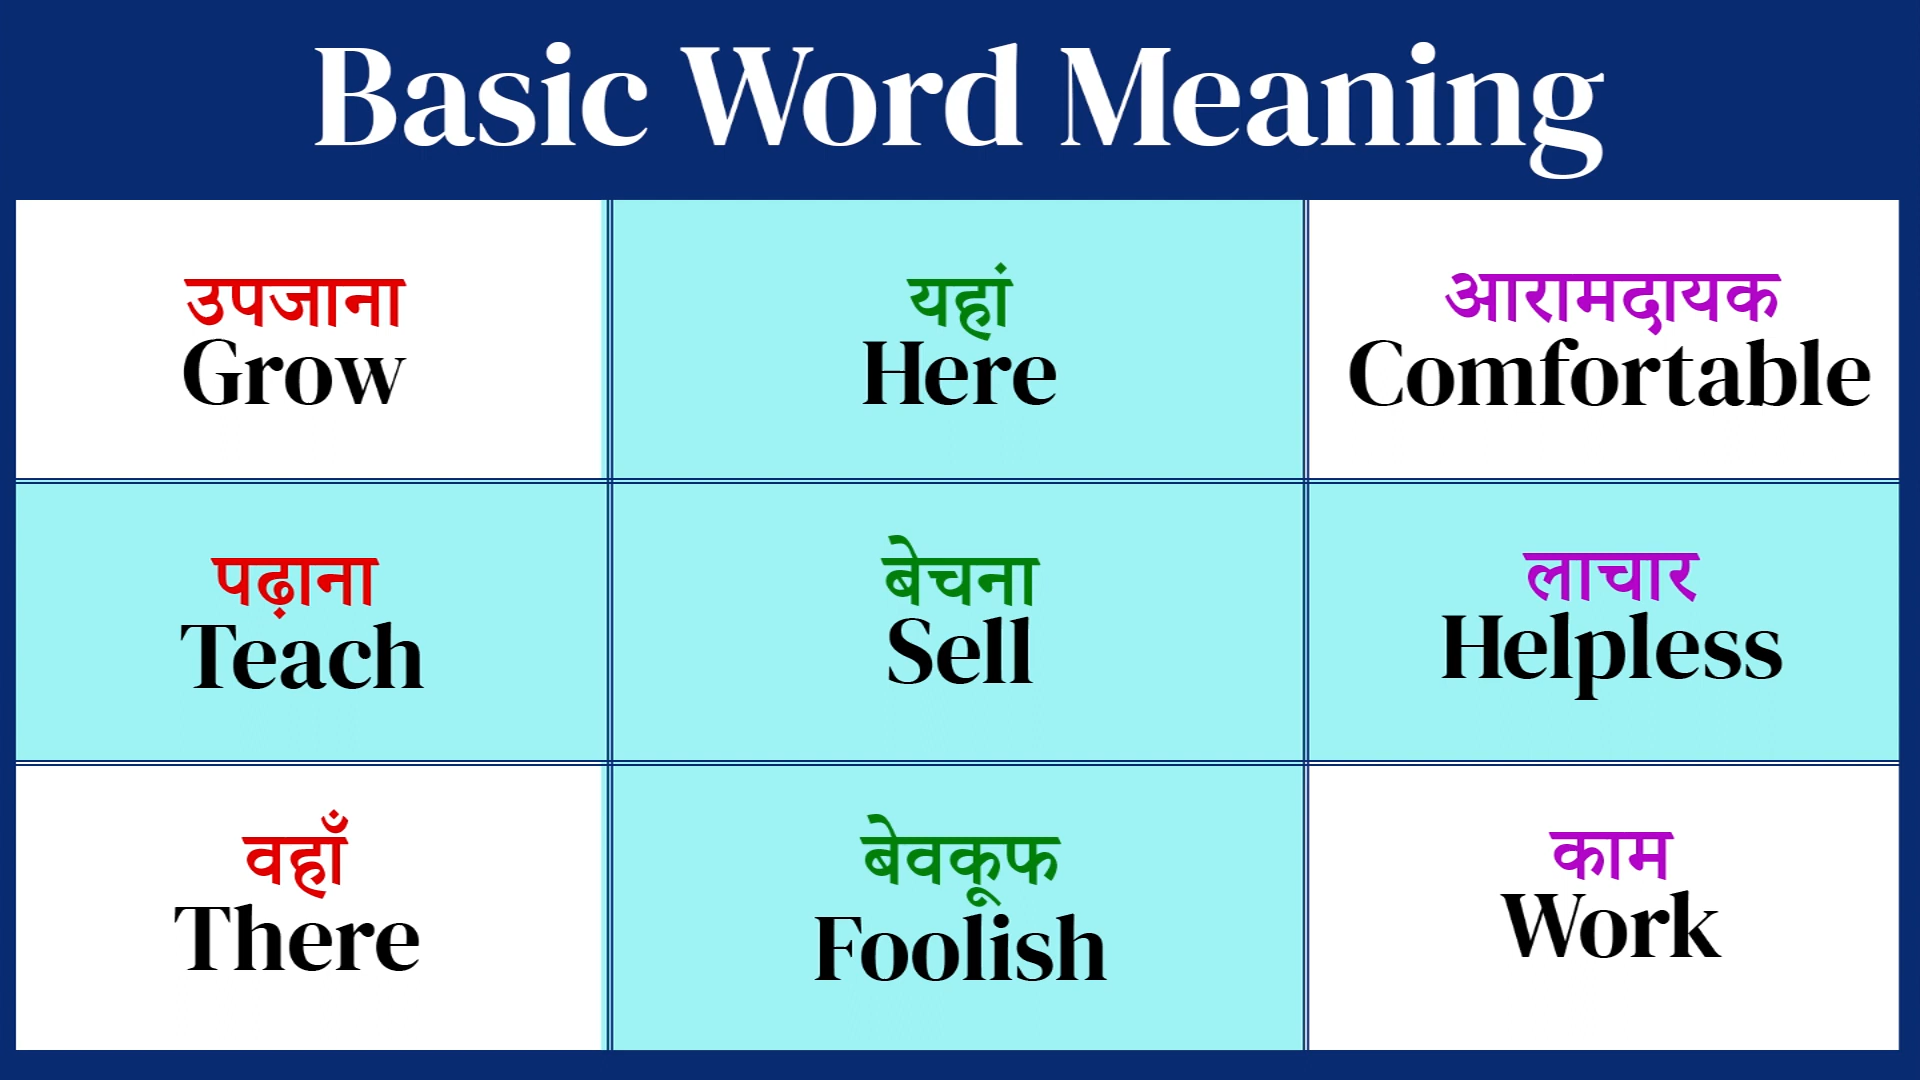 Basic Word Meaning
उपजाना
Grow
यहां
Here
आरामदायक
Comfortable
पढ़ाना
Teach
बेचना
Sell
लाचार
Helpless
वहाँ
There
बेवकूफ
Foolish
काम
Work